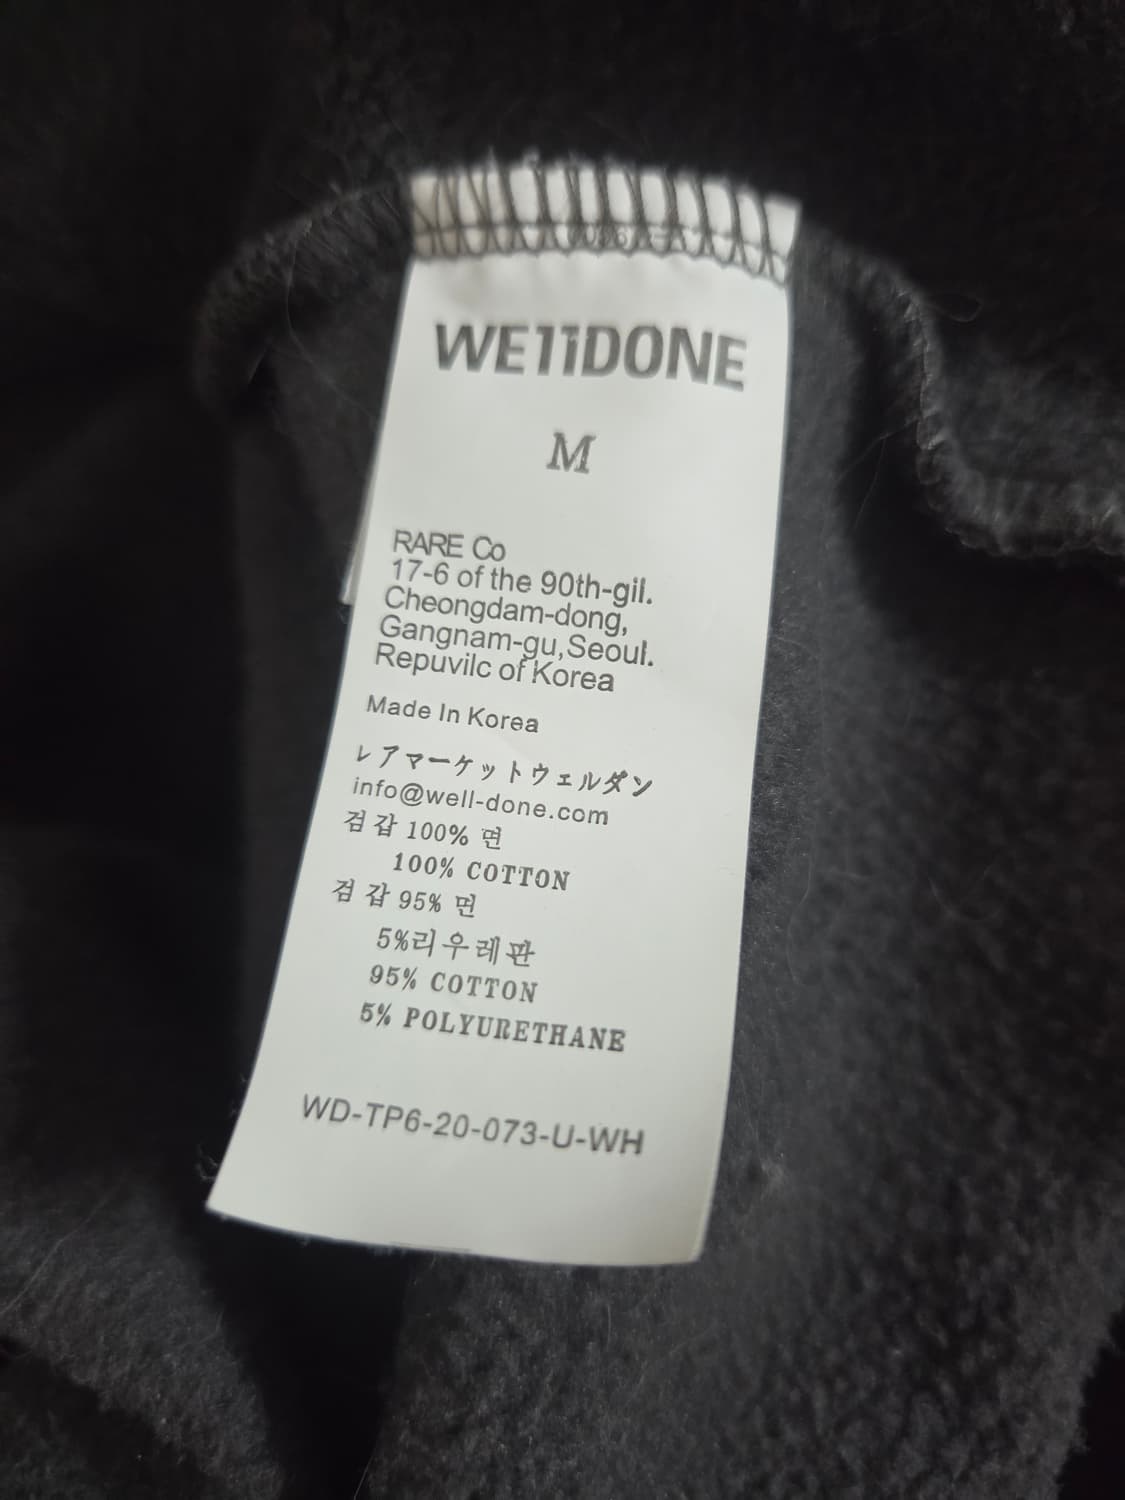 WE11DONE
M
RARE Co
17-6 of the 90th-gil.
Cheongdam-dong,
Gangnam-gu,Seoul.
Repuvilc of Korea
Made In Korea
レアマーケットウェルダン
info@well-done.com
검 갑 100% 면
100% COTTON
검 갑 95% 면
5%리우레판
95% COTTON
5% POLYURETHANE
WD-TP6-20-073-U-WH